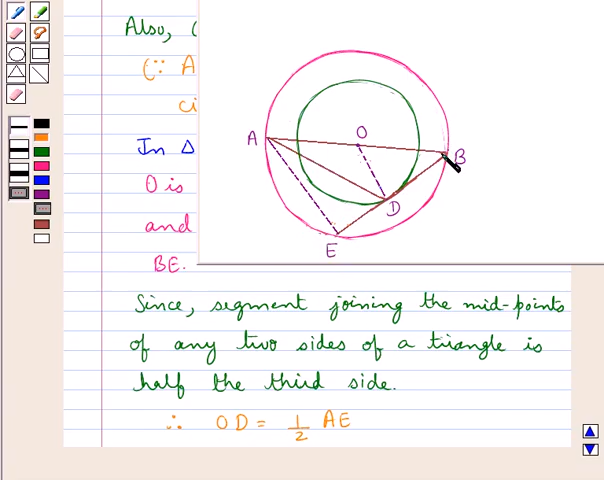 Also, (
(∵ A
ci
In Δ
O is
and
BE.
A
O
B
D
E
Since, segment joining the mid-points
of any two sides of a triangle is
half the third side.
∴ OD = 1/2 AE